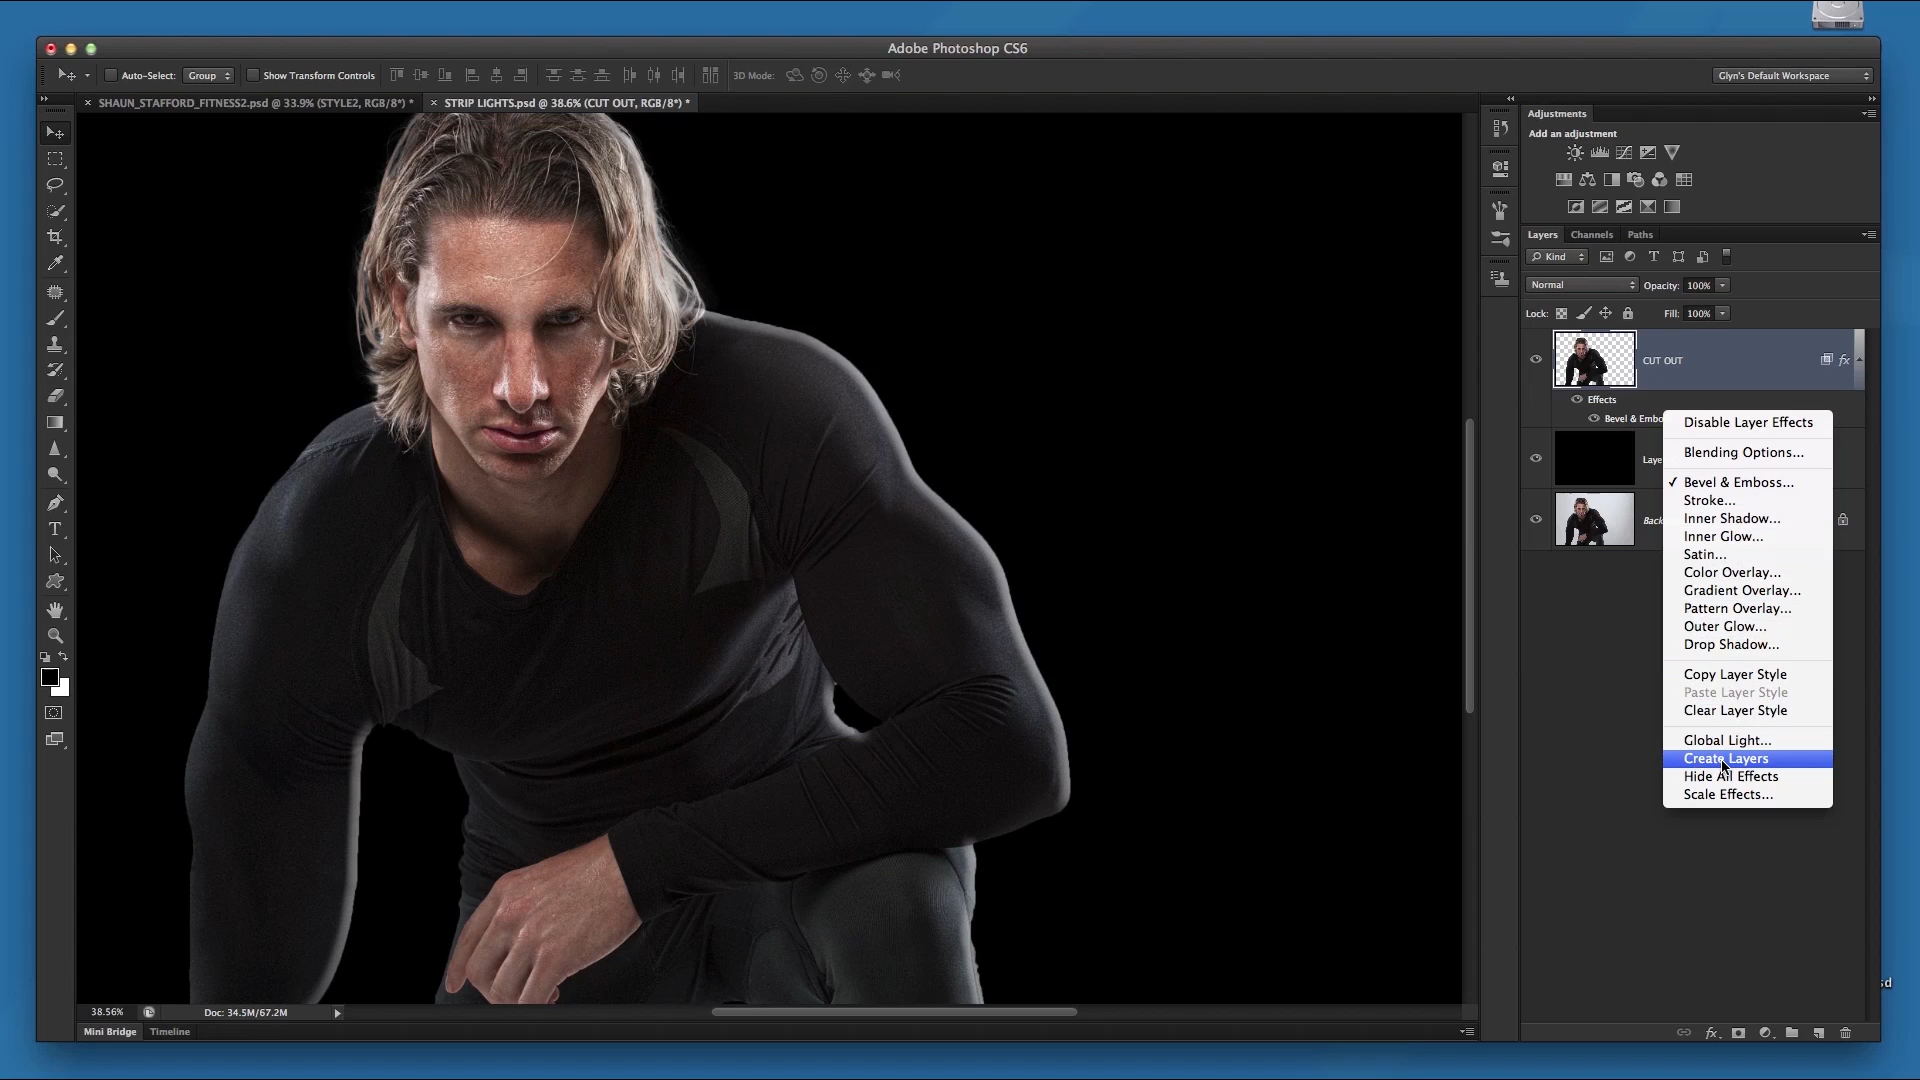 Adobe Photoshop CS6
Auto-Select: Group Show Transform Controls 3D Mode: Glyn's Default Workspace
SHAUN_STAFFORD_FITNESS2.psd @ 33.9% (STYLE2, RGB/8*) * STRIP LIGHTS.psd @ 38.6% (CUT OUT, RGB/8*) *
Adjustments
Add an adjustment
Layers Channels Paths
Kind
Normal Opacity: 100%
Lock: Fill: 100%
CUT OUT fx
Effects
Bevel & Embo
Laye
Back
Disable Layer Effects
Blending Options...
✓ Bevel & Emboss...
Stroke...
Inner Shadow...
Inner Glow...
Satin...
Color Overlay...
Gradient Overlay...
Pattern Overlay...
Outer Glow...
Drop Shadow...
Copy Layer Style
Paste Layer Style
Clear Layer Style
Global Light...
Create Layers
Hide All Effects
Scale Effects...
sd
38.56% Doc: 34.5M/67.2M
Mini Bridge Timeline fx